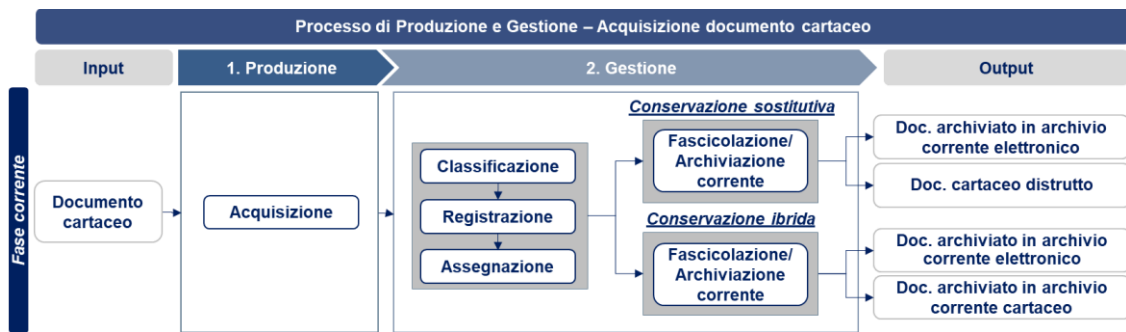 Processo di Produzione e Gestione – Acquisizione documento cartaceo
Input
1. Produzione
2. Gestione
Output
Fase corrente
Documento
cartaceo
Acquisizione
Classificazione
Registrazione
Assegnazione
Conservazione sostitutiva
Fascicolazione/
Archiviazione
corrente
Conservazione ibrida
Fascicolazione/
Archiviazione
corrente
Doc. archiviato in archivio
corrente elettronico
Doc. cartaceo distrutto
Doc. archiviato in archivio
corrente elettronico
Doc. archiviato in archivio
corrente cartaceo